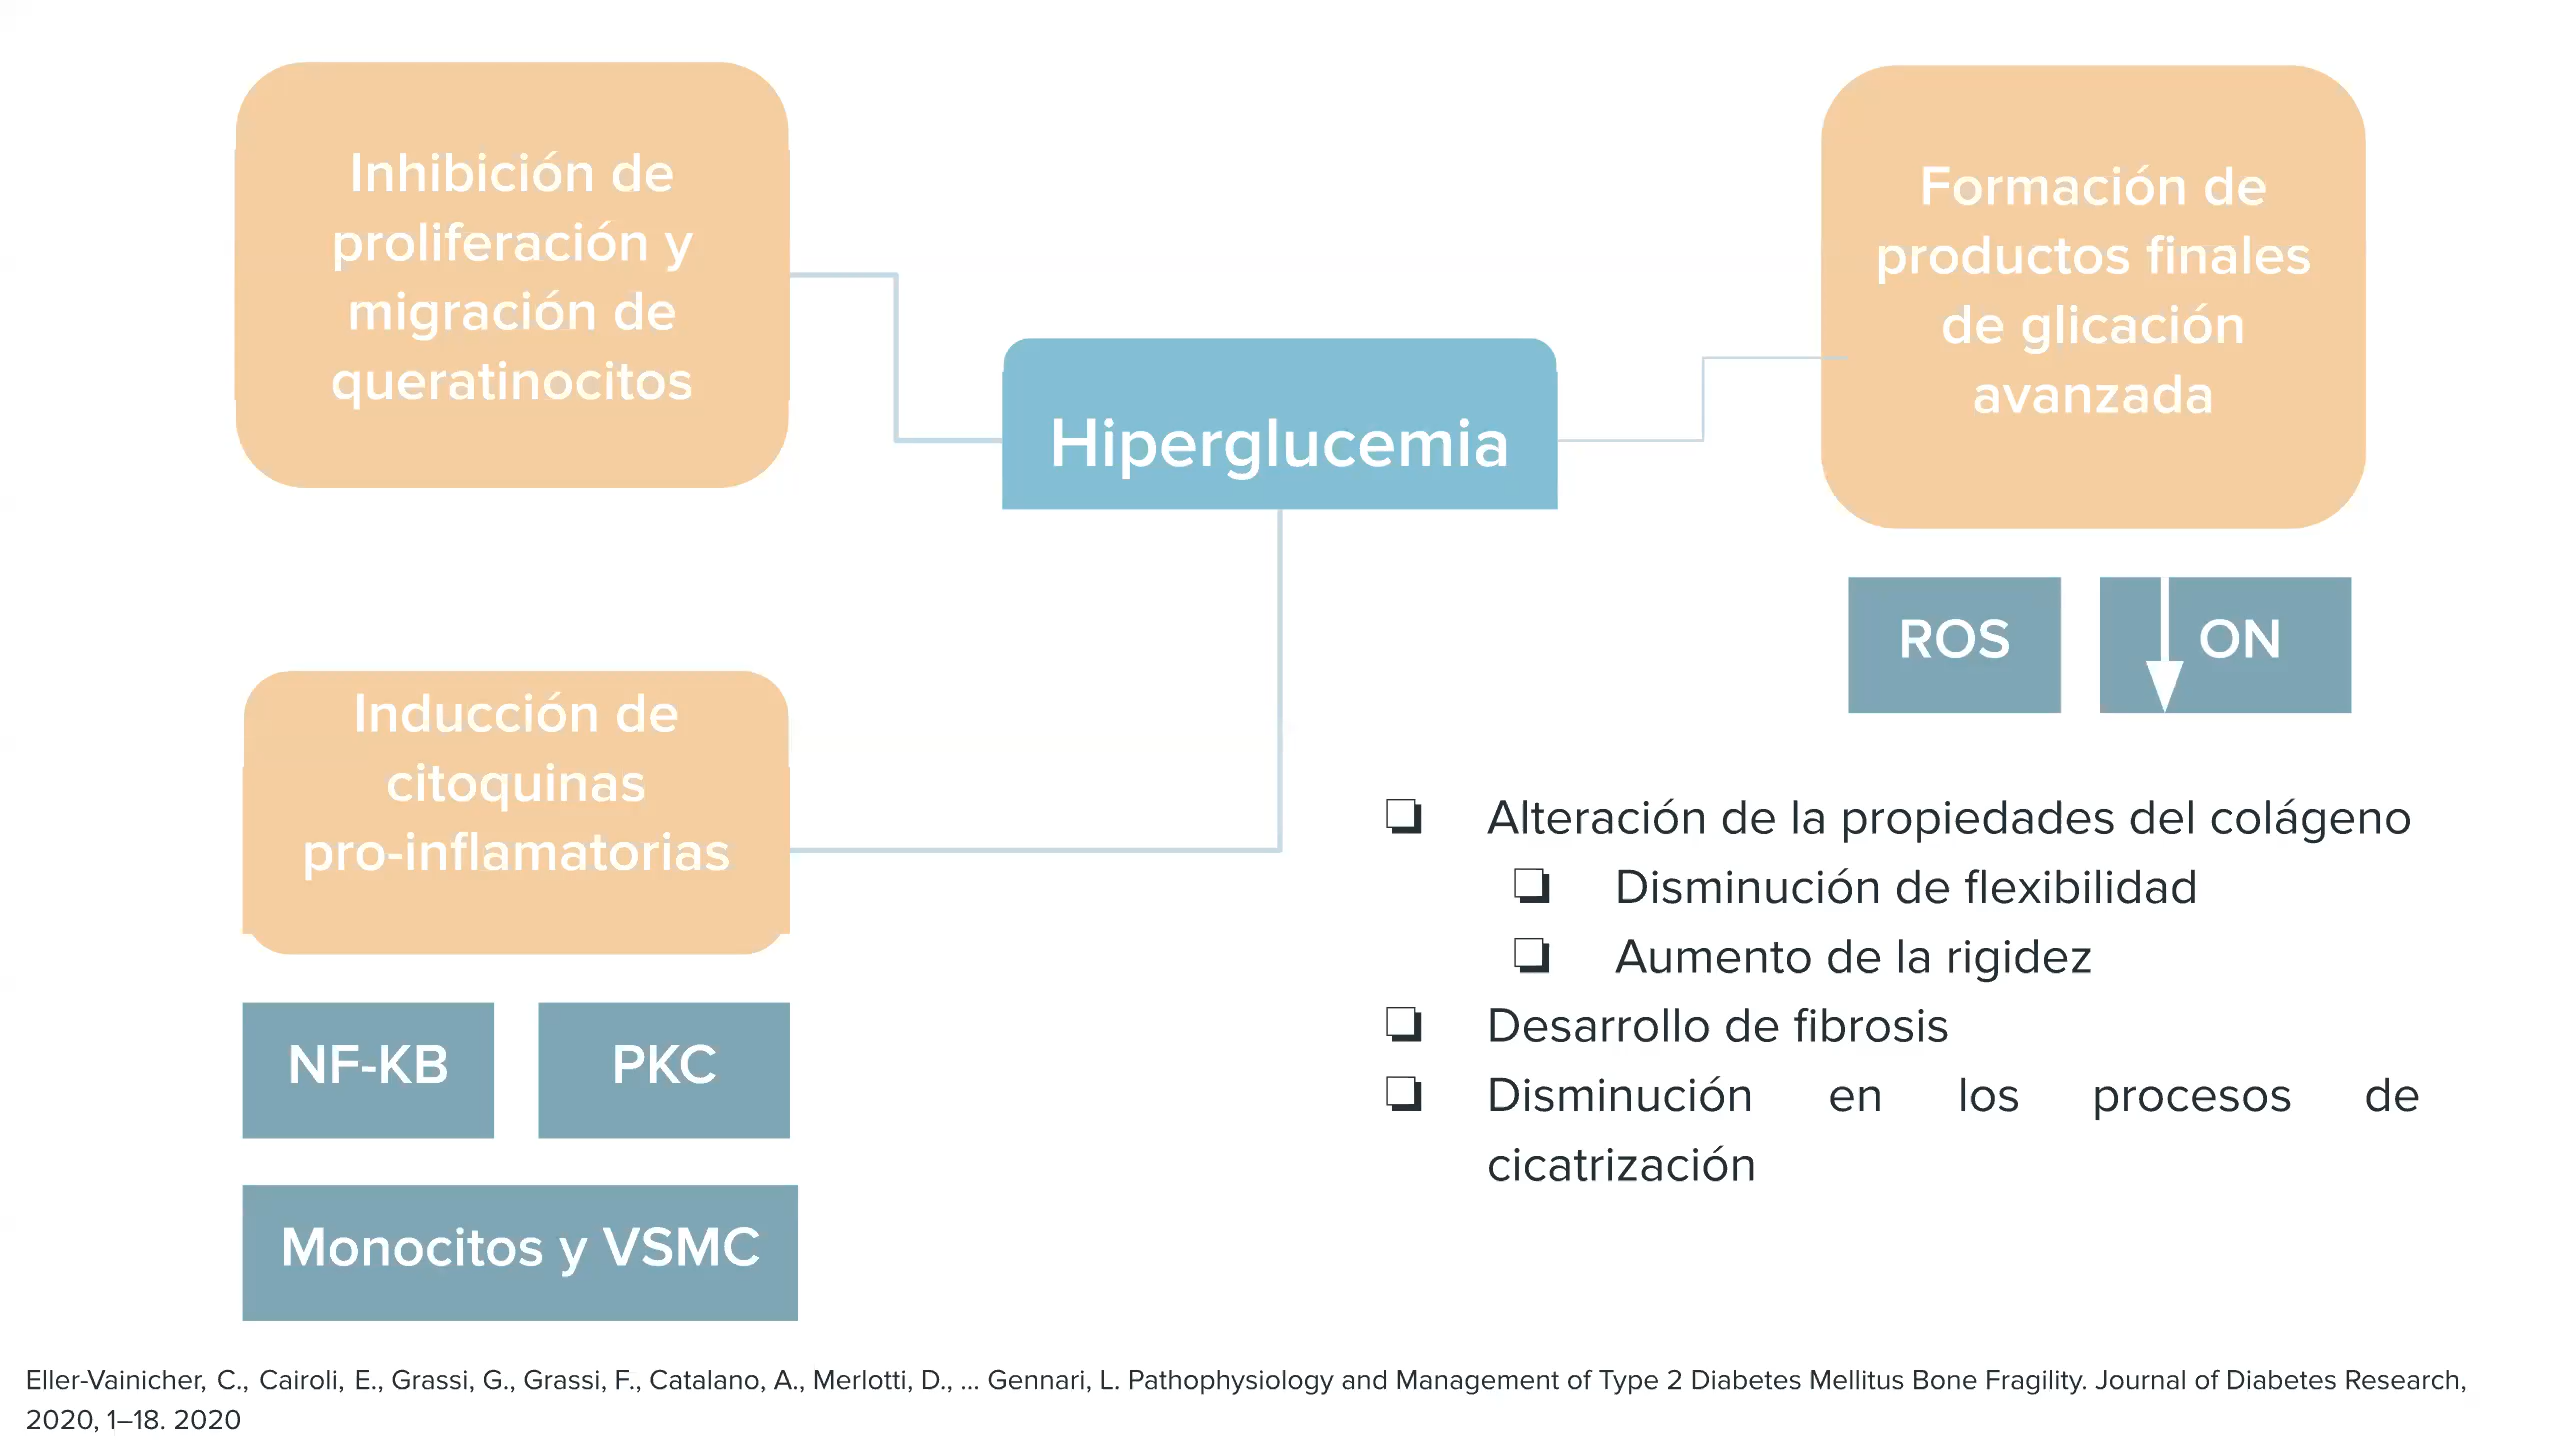 Inhibición de
proliferación y
migración de
queratinocitos
Hiperglucemia
Formación de
productos finales
de glicación
avanzada
ROS
ON
Inducción de
citoquinas
pro-inflamatorias
NF-KB
PKC
Monocitos y VSMC
❏ Alteración de la propiedades del colágeno
❏ Disminución de flexibilidad
❏ Aumento de la rigidez
❏ Desarrollo de fibrosis
❏ Disminución en los procesos de
cicatrización
Eller-Vainicher, C., Cairoli, E., Grassi, G., Grassi, F., Catalano, A., Merlotti, D., … Gennari, L. Pathophysiology and Management of Type 2 Diabetes Mellitus Bone Fragility. Journal of Diabetes Research,
2020, 1–18. 2020